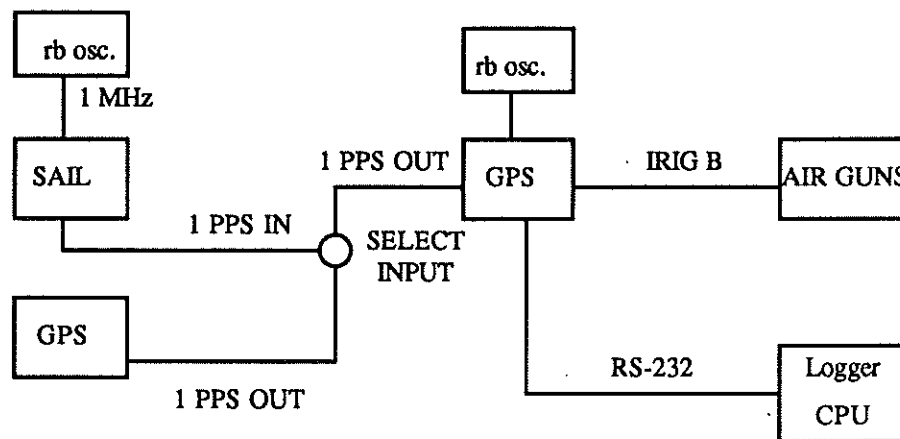 rb osc.
rb osc.
1 MHz
SAIL
1 PPS OUT
GPS
IRIG B
AIR GUNS
1 PPS IN
SELECT
INPUT
GPS
1 PPS OUT
RS-232
Logger
CPU